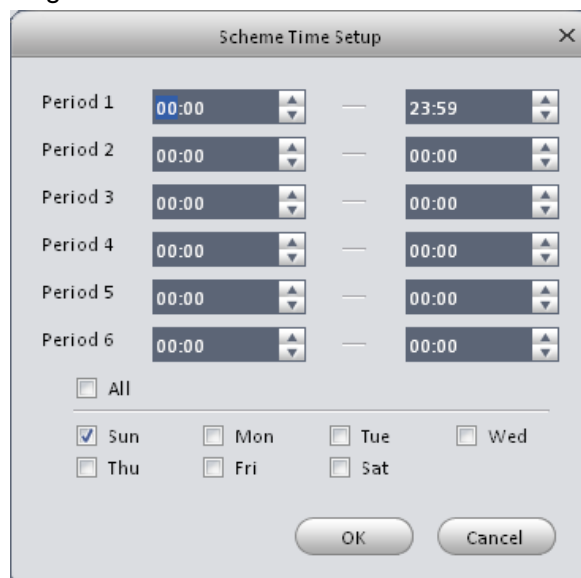 Scheme Time Setup
Period 1 00:00 — 23:59
Period 2 00:00 — 00:00
Period 3 00:00 — 00:00
Period 4 00:00 — 00:00
Period 5 00:00 — 00:00
Period 6 00:00 — 00:00
All
Sun Mon Tue Wed
Thu Fri Sat
OK Cancel